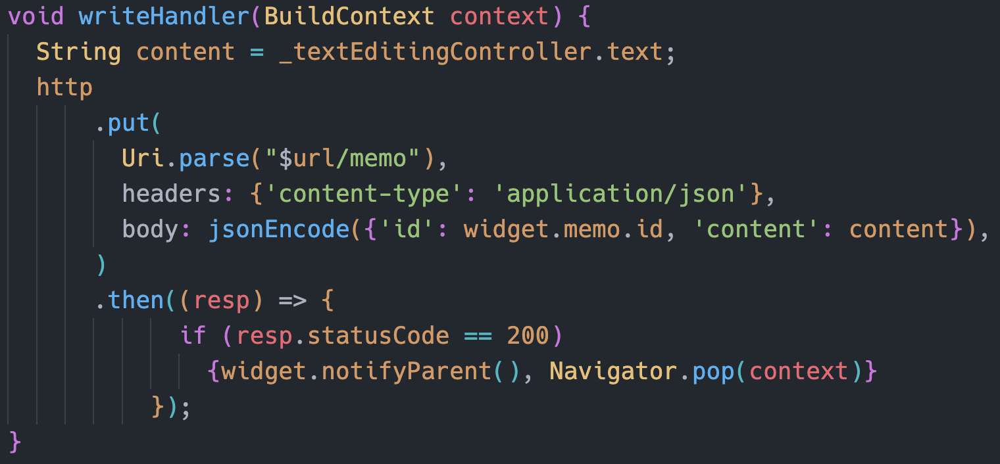 void writeHandler(BuildContext context) {
  String content = _textEditingController.text;
  http
      .put(
        Uri.parse("$url/memo"),
        headers: {'content-type': 'application/json'},
        body: jsonEncode({'id': widget.memo.id, 'content': content}),
      )
      .then((resp) => {
            if (resp.statusCode == 200)
              {widget.notifyParent(), Navigator.pop(context)}
          });
}